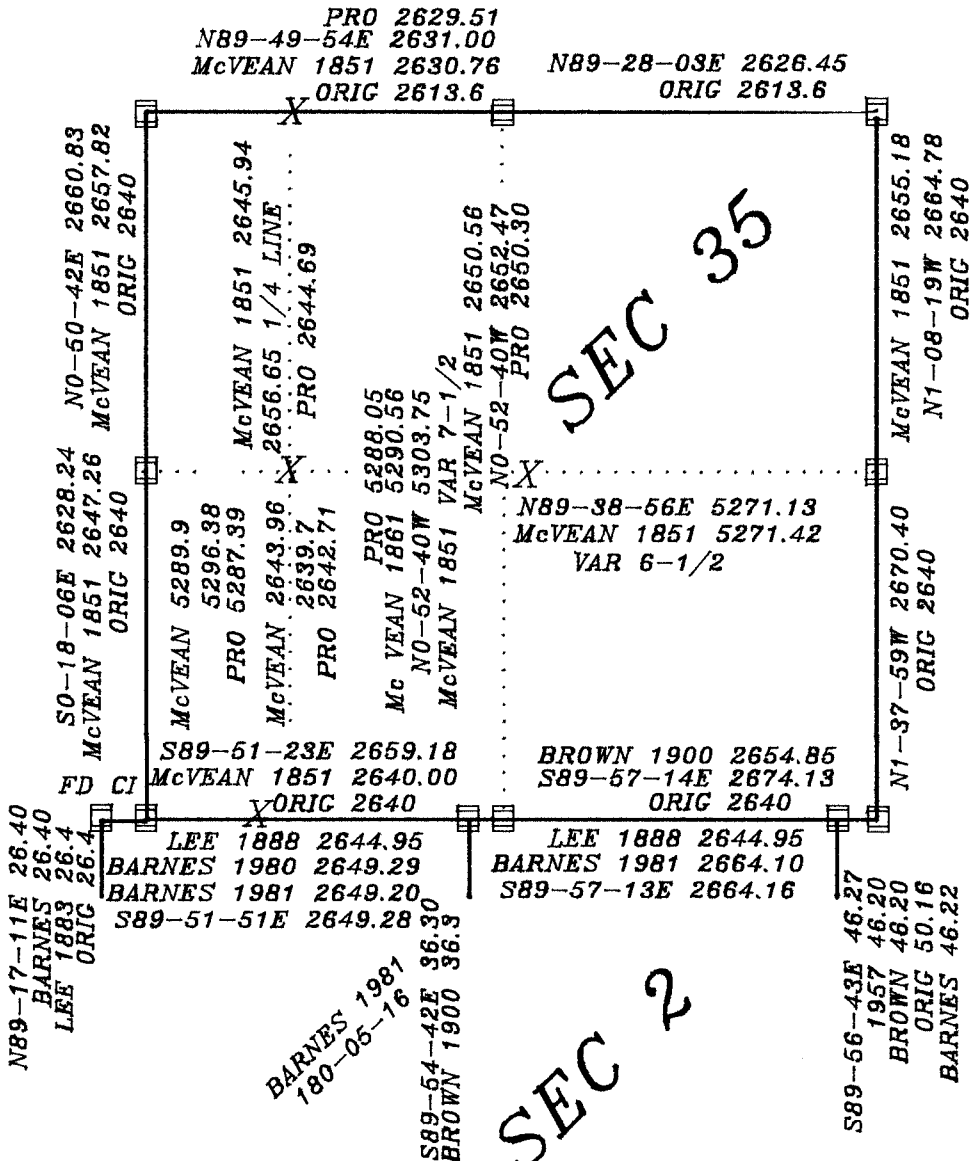 PRO 2629.51
N89-49-54E 2631.00
McVEAN 1851 2630.76
ORIG 2613.6
N89-28-03E 2626.45
ORIG 2613.6
X
N0-50-42E 2660.83
McVEAN 1851 2657.82
ORIG 2640
McVEAN 1851 2645.94
2656.65 1/4 LINE
PRO 2644.69
McVEAN 1851 2650.56
N0-52-40W 2652.47
PRO 2650.30
SEC 35
McVEAN 1851 2655.18
N1-08-19W 2664.78
ORIG 2640
X
X
S0-18-06E 2628.24
McVEAN 1851 2647.26
ORIG 2640
McVEAN 5289.9
5296.38
PRO 5287.39
McVEAN 2643.96
2639.7
PRO 2642.71
PRO 5288.05
Mc VEAN 1861 5290.56
N0-52-40W 5303.75
McVEAN 1851 VAR 7-1/2
N89-38-56E 5271.13
McVEAN 1851 5271.42
VAR 6-1/2
N1-37-59W 2670.40
ORIG 2640
S89-51-23E 2659.18
McVEAN 1851 2640.00
ORIG 2640
BROWN 1900 2654.85
S89-57-14E 2674.13
ORIG 2640
FD CI
X
LEE 1888 2644.95
BARNES 1980 2649.29
BARNES 1981 2649.20
S89-51-51E 2649.28
LEE 1888 2644.95
BARNES 1981 2664.10
S89-57-13E 2664.16
N89-17-11E 26.40
BARNES 26.40
LEE 1883 26.4
ORIG 26.4
BARNES 1981
180-05-16
S89-54-42E 36.30
BROWN 1900 36.3
SEC 2
S89-56-43E 46.27
1957 46.20
BROWN 46.20
ORIG 50.16
BARNES 46.22